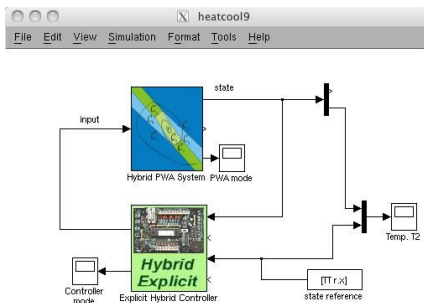 heatcool9
File Edit View Simulation Format Tools Help
state
input
Hybrid PWA System
PWA mode
Temp. T2
Hybrid
Explicit
Controller
mode
Explicit Hybrid Controller
[TT r.x]
state reference